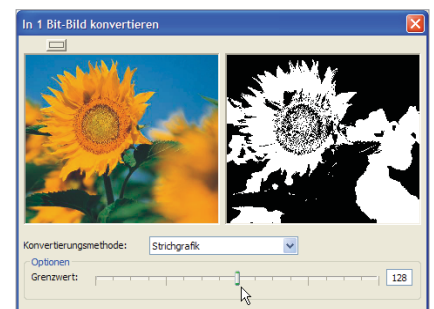 In 1 Bit-Bild konvertieren
Konvertierungsmethode: Strichgrafik
Optionen
Grenzwert: 128